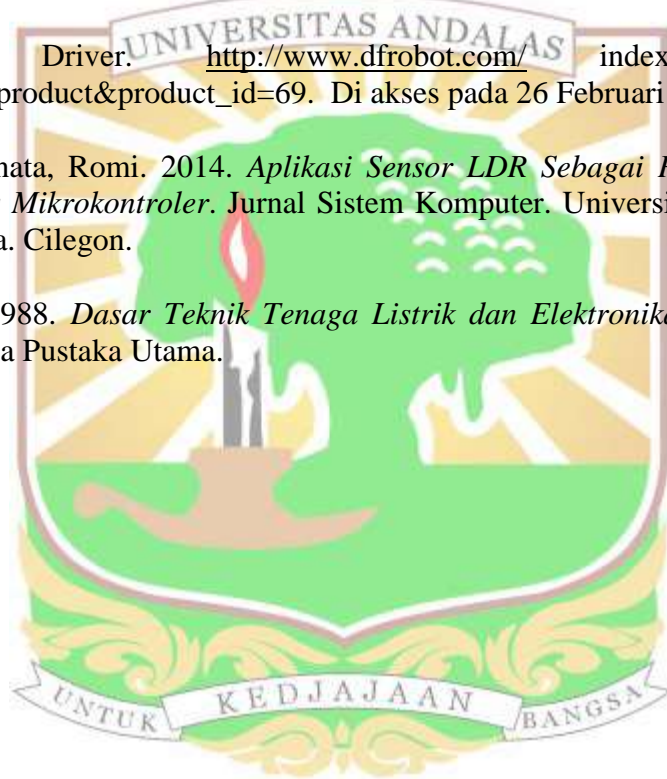 UNIVERSITAS ANDALAS
Driver. http://www.dfrobot.com/ index
product&product_id=69. Di akses pada 26 Februari
nata, Romi. 2014. Aplikasi Sensor LDR Sebagai
Mikrokontroler. Jurnal Sistem Komputer. Universi
a. Cilegon.
988. Dasar Teknik Tenaga Listrik dan Elektronika
a Pustaka Utama.
UNTUK KEDJAJAAN BANGSA